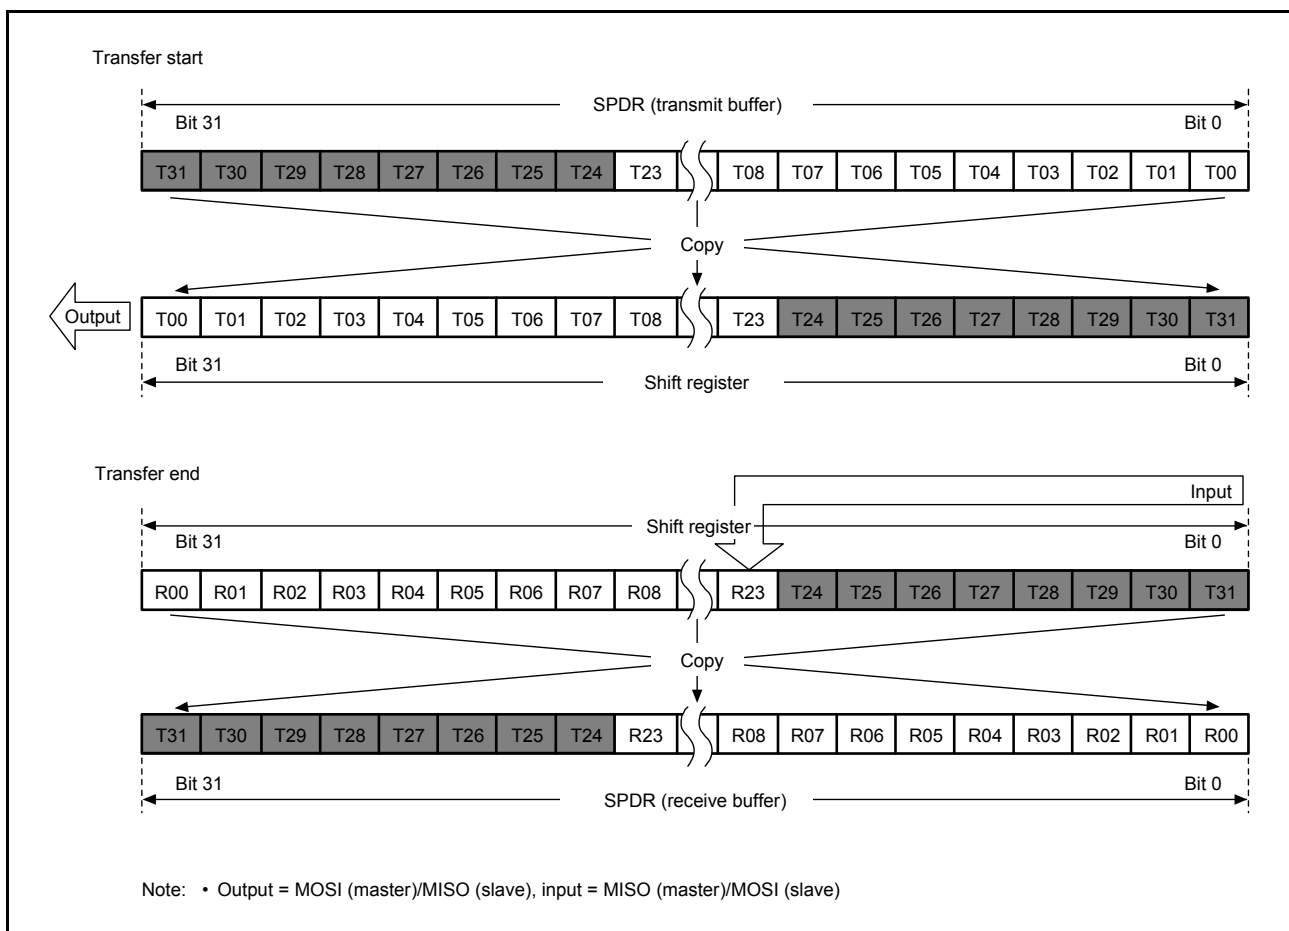 Transfer start
SPDR (transmit buffer)
Bit 31 Bit 0
T31 T30 T29 T28 T27 T26 T25 T24 T23 T08 T07 T06 T05 T04 T03 T02 T01 T00
Copy
Output T00 T01 T02 T03 T04 T05 T06 T07 T08 T23 T24 T25 T26 T27 T28 T29 T30 T31
Bit 31 Bit 0
Shift register
Transfer end
Input
Shift register
Bit 31 Bit 0
R00 R01 R02 R03 R04 R05 R06 R07 R08 R23 T24 T25 T26 T27 T28 T29 T30 T31
Copy
T31 T30 T29 T28 T27 T26 T25 T24 R23 R08 R07 R06 R05 R04 R03 R02 R01 R00
Bit 31 Bit 0
SPDR (receive buffer)
Note: • Output = MOSI (master)/MISO (slave), input = MISO (master)/MOSI (slave)